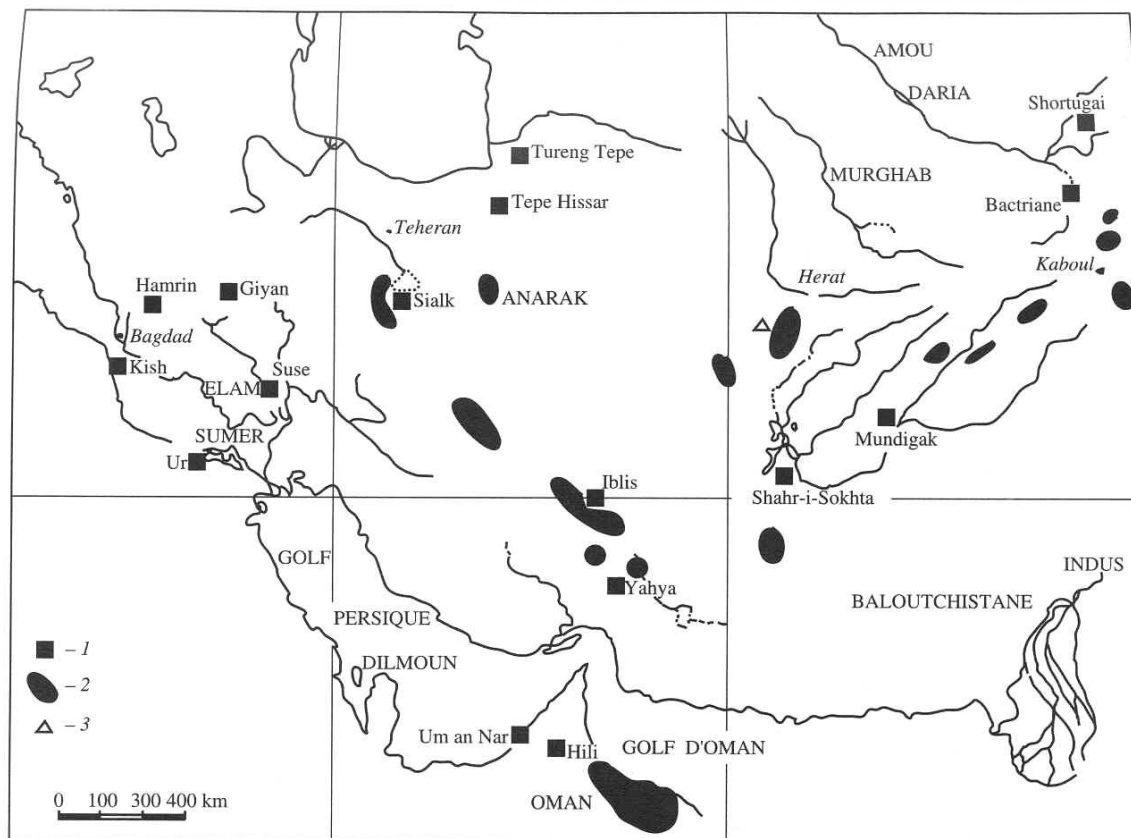 AMOU
DARIA
Shortugai
Tureng Tepe
MURGHAB
Tepe Hissar
Bactriane
Teheran
Hamrin
Giyan
Sialk
ANARAK
Herat
Kaboul
Bagdad
Kish
Suse
ELAM
SUMER
Mundigak
Ur
Iblis
Shahr-i-Sokhta
GOLF
INDUS
Yahya
BALOUTCHISTANE
PERSIQUE
– 1
DILMOUN
– 2
– 3
Um an Nar
Hili
GOLF D'OMAN
OMAN
0 100 300 400 km